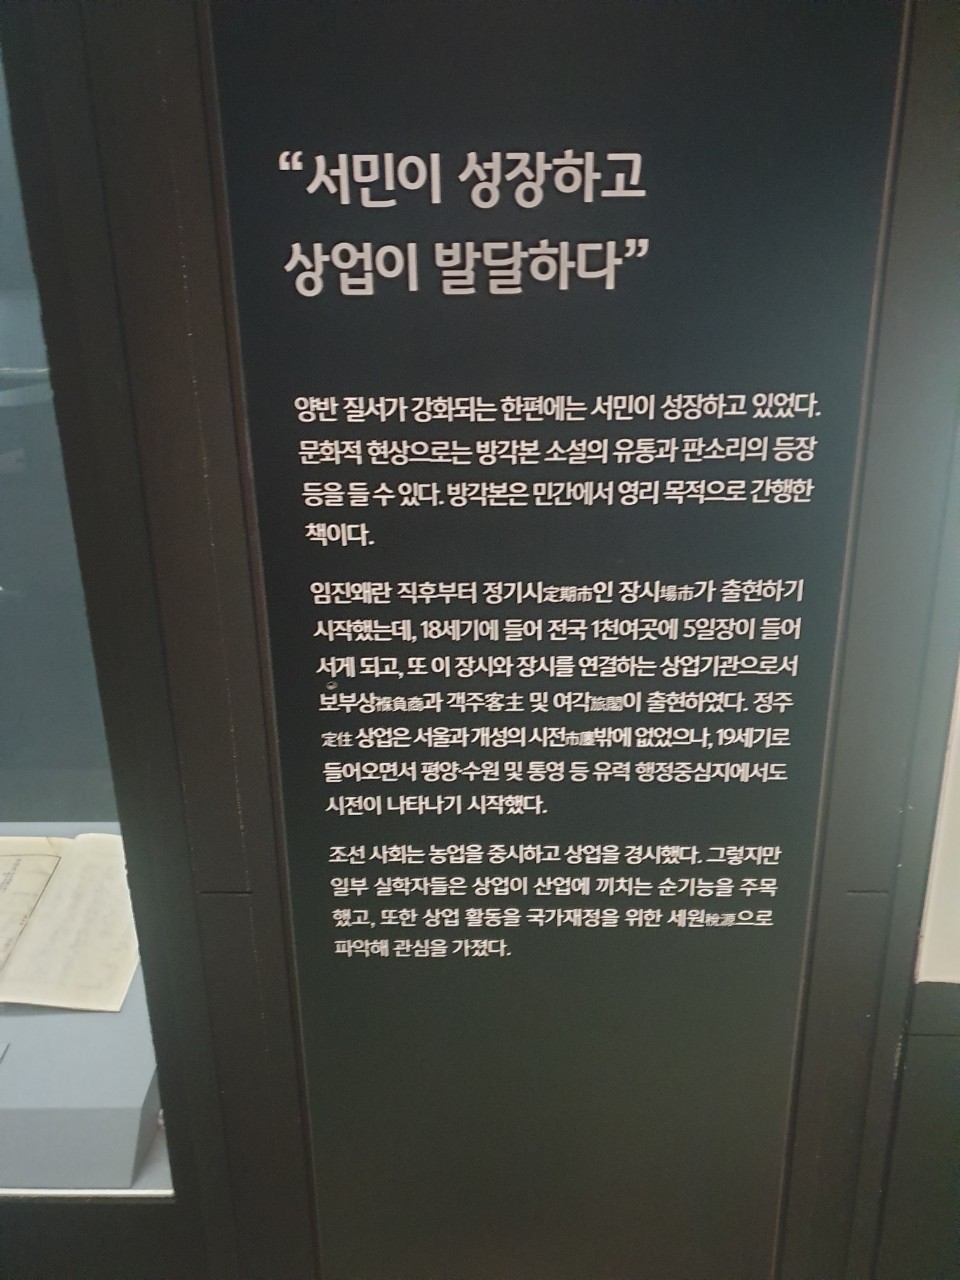 “서민이 성장하고
상업이 발달하다”
양반 질서가 강화되는 한편에는 서민이 성장하고 있었다.
문화적 현상으로는 방각본 소설의 유통과 판소리의 등장
등을 들 수 있다. 방각본은 민간에서 영리 목적으로 간행한
책이다.
임진왜란 직후부터 정기시定期市인 장시場市가 출현하기
시작했는데, 18세기에 들어 전국 1천여곳에 5일장이 들어
서게 되고, 또 이 장시와 장시를 연결하는 상업기관으로서
보부상褓負商과 객주客主 및 여각旅閣이 출현하였다. 정주
定住 상업은 서울과 개성의 시전市廛밖에 없었으나, 19세기로
들어오면서 평양·수원 및 통영 등 유력 행정중심지에서도
시전이 나타나기 시작했다.
조선 사회는 농업을 중시하고 상업을 경시했다. 그렇지만
일부 실학자들은 상업이 산업에 끼치는 순기능을 주목
했고, 또한 상업 활동을 국가재정을 위한 세원稅源으로
파악해 관심을 가졌다.